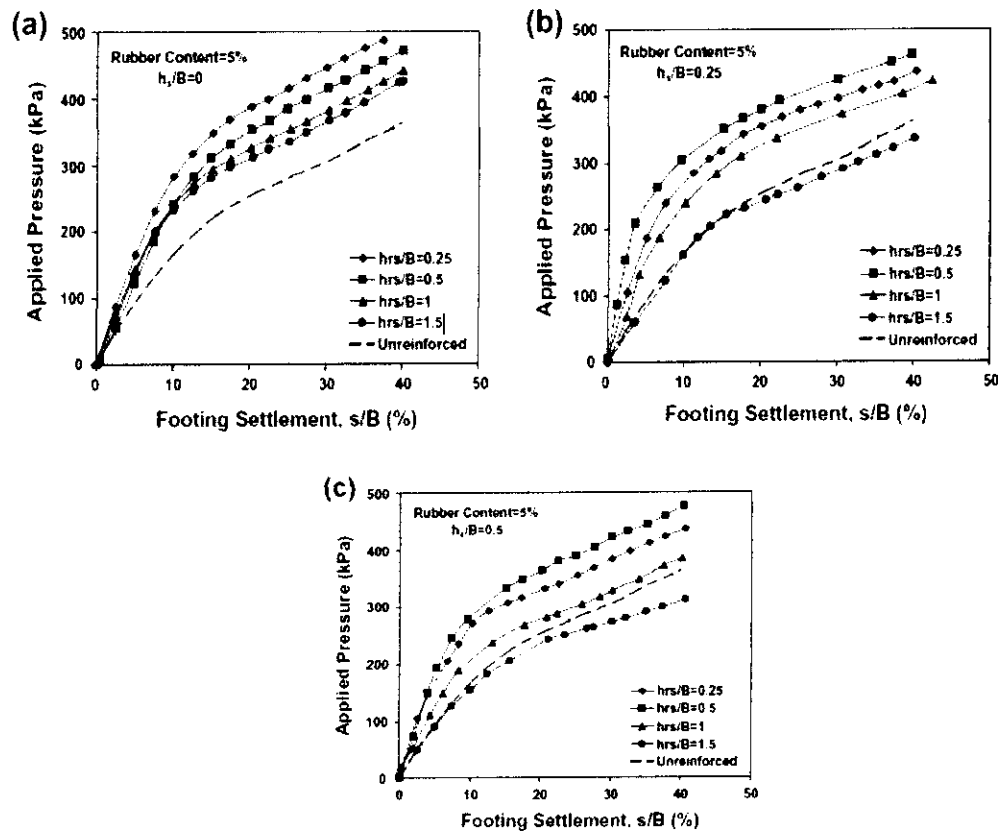 (a)
500
400
300
200
100
0
Applied Pressure (kPa)
Rubber Content=5%
hs/B=0
hrs/B=0.25
hrs/B=0.5
hrs/B=1
hrs/B=1.5
Unreinforced
0 10 20 30 40 50
Footing Settlement, s/B (%)
(b)
500
400
300
200
100
0
Applied Pressure (kPa)
Rubber Content=5%
hs/B=0.25
hrs/B=0.25
hrs/B=0.5
hrs/B=1
hrs/B=1.5
Unreinforced
0 10 20 30 40 50
Footing Settlement, s/B (%)
(c)
500
400
300
200
100
0
Applied Pressure (kPa)
Rubber Content=5%
hs/B=0.5
hrs/B=0.25
hrs/B=0.5
hrs/B=1
hrs/B=1.5
Unreinforced
0 10 20 30 40 50
Footing Settlement, s/B (%)